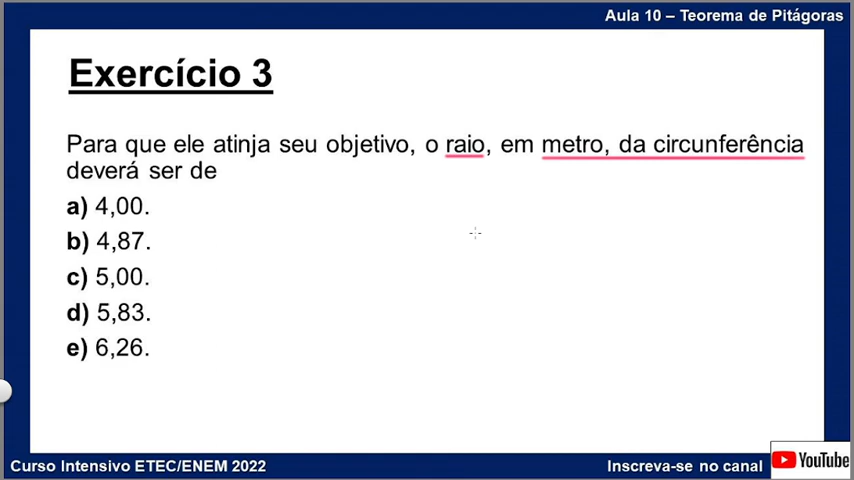 Aula 10 – Teorema de Pitágoras
Exercício 3
Para que ele atinja seu objetivo, o raio, em metro, da circunferência
deverá ser de
a) 4,00.
b) 4,87.
c) 5,00.
d) 5,83.
e) 6,26.
Curso Intensivo ETEC/ENEM 2022
Inscreva-se no canal
YouTube